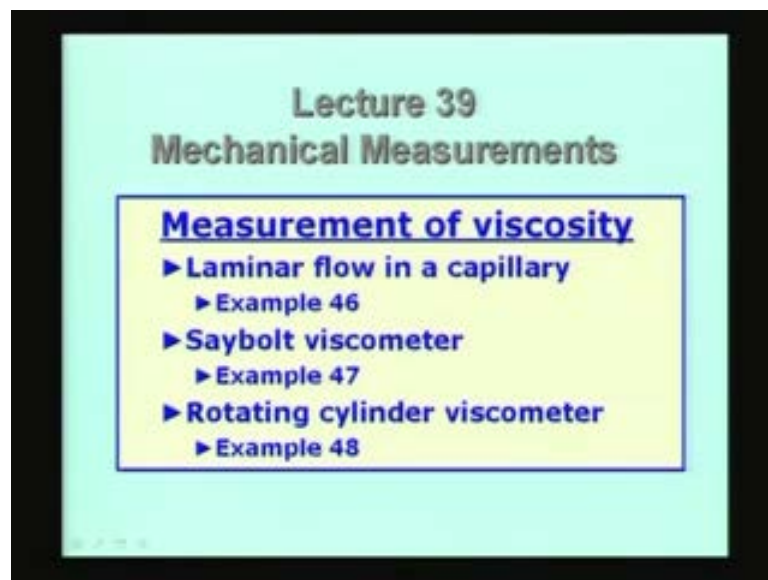 Lecture 39
Mechanical Measurements
Measurement of viscosity
►Laminar flow in a capillary
►Example 46
►Saybolt viscometer
►Example 47
►Rotating cylinder viscometer
►Example 48